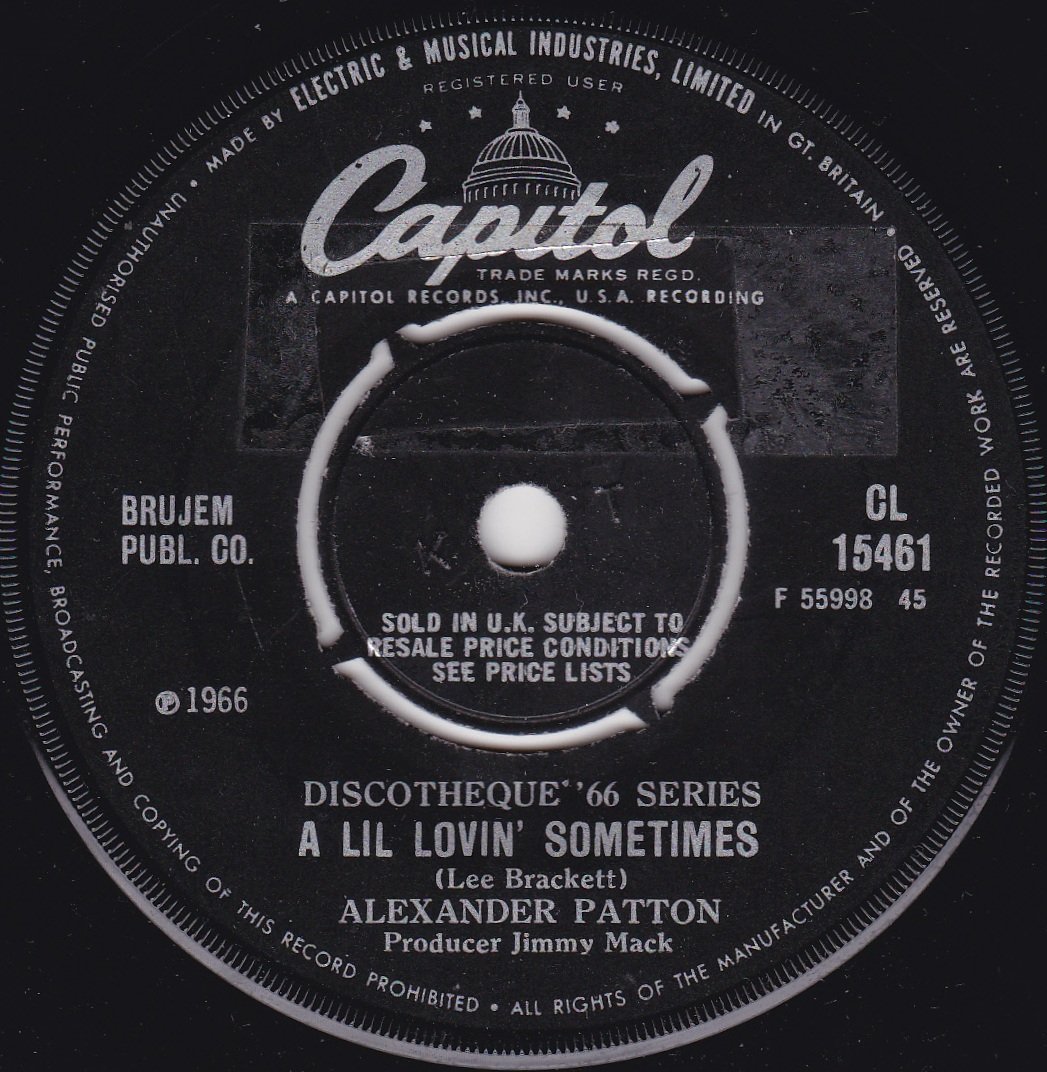 MADE BY ELECTRIC & MUSICAL INDUSTRIES, LIMITED IN GT. BRITAIN •
REGISTERED USER
Capitol
TRADE MARKS REGD.
A CAPITOL RECORDS, INC., U.S.A. RECORDING
BRUJEM
PUBL. CO.
CL
15461
F 55998 45
K T
SOLD IN U.K. SUBJECT TO
RESALE PRICE CONDITIONS
SEE PRICE LISTS
℗ 1966
DISCOTHEQUE '66 SERIES
A LIL LOVIN' SOMETIMES
(Lee Brackett)
ALEXANDER PATTON
Producer Jimmy Mack
UNAUTHORISED PUBLIC PERFORMANCE, BROADCASTING AND COPYING OF THIS RECORD PROHIBITED • ALL RIGHTS OF THE MANUFACTURER AND OF THE OWNER OF THE RECORDED WORK ARE RESERVED •